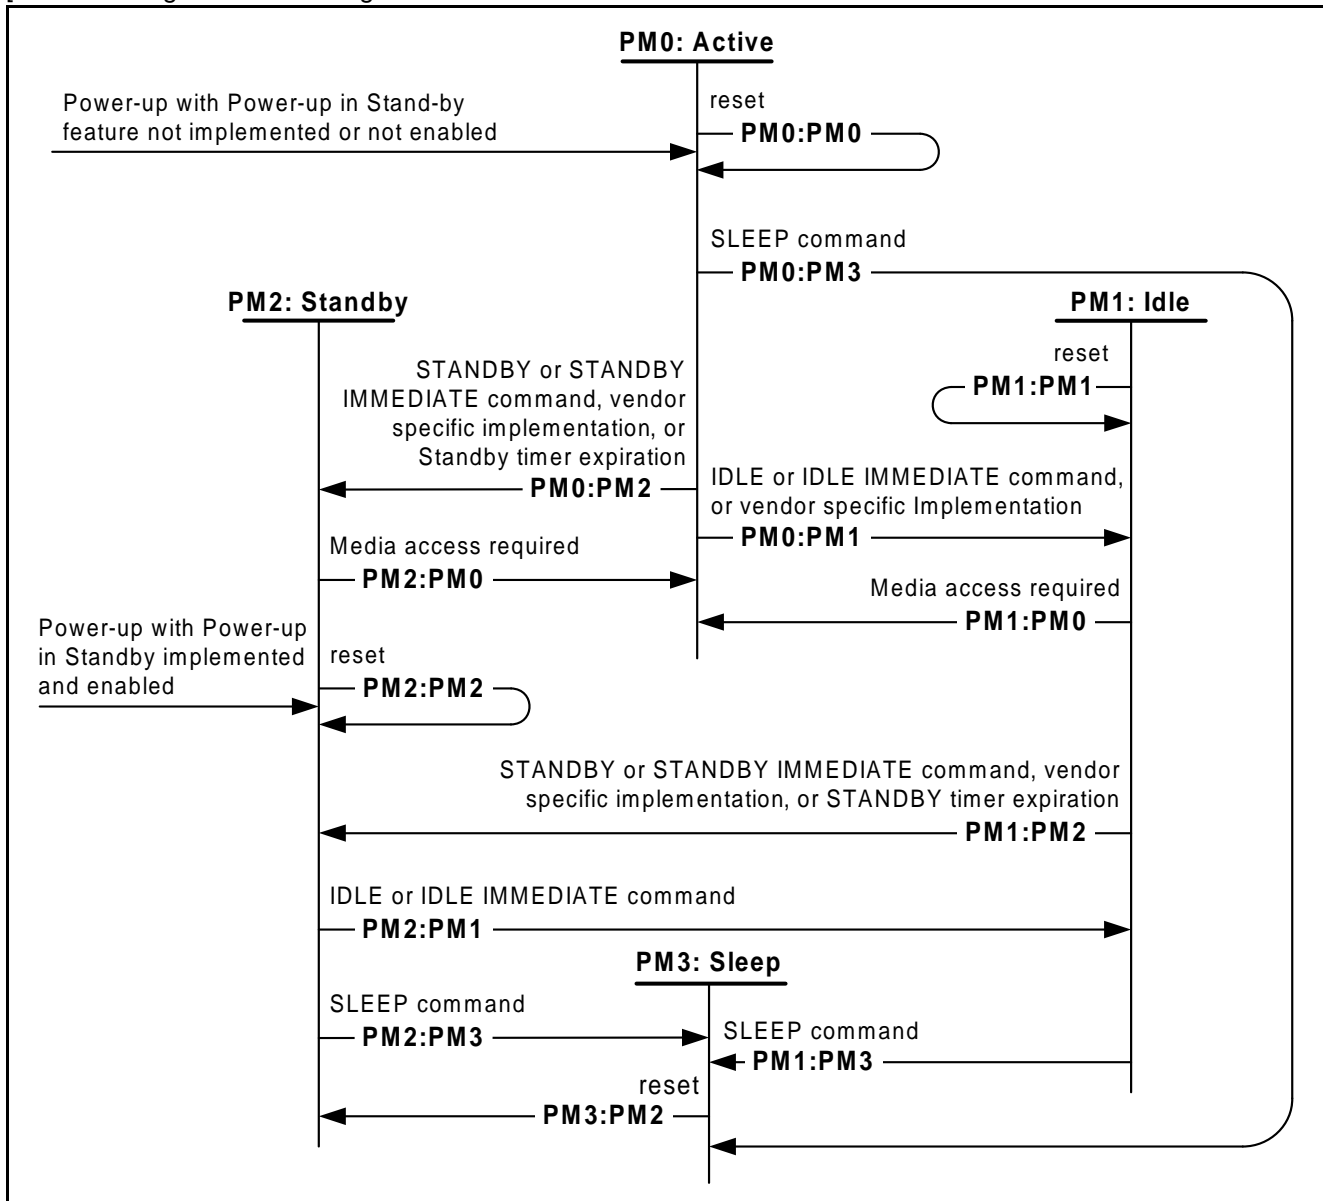 PM0: Active
Power-up with Power-up in Stand-by
feature not implemented or not enabled
reset
PM0:PM0
SLEEP command
PM0:PM3
PM2: Standby
PM1: Idle
reset
PM1:PM1
STANDBY or STANDBY
IMMEDIATE command, vendor
specific implementation, or
Standby timer expiration
PM0:PM2
IDLE or IDLE IMMEDIATE command,
or vendor specific Implementation
PM0:PM1
Media access required
PM2:PM0
Media access required
PM1:PM0
Power-up with Power-up
in Standby implemented
and enabled
reset
PM2:PM2
STANDBY or STANDBY IMMEDIATE command, vendor
specific implementation, or STANDBY timer expiration
PM1:PM2
IDLE or IDLE IMMEDIATE command
PM2:PM1
PM3: Sleep
SLEEP command
PM2:PM3
SLEEP command
PM1:PM3
reset
PM3:PM2